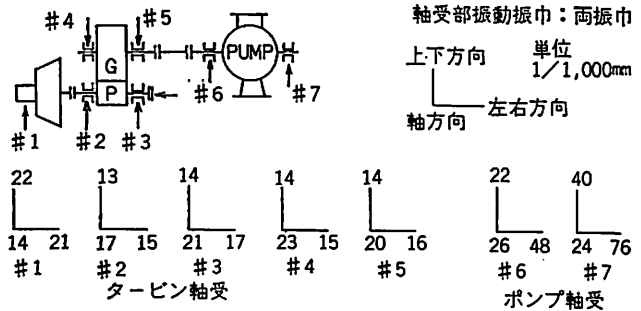 #4 #5
軸受部振動振巾：両振巾
G
PUMP
上下方向
単位
1/1,000mm
P
#6 #7
左右方向
軸方向
#1 #2 #3
22 13 14 14 14 22 40
14 21 17 15 21 17 23 15 20 16 26 48 24 76
#1 #2 #3 #4 #5 #6 #7
タービン軸受
ポンプ軸受